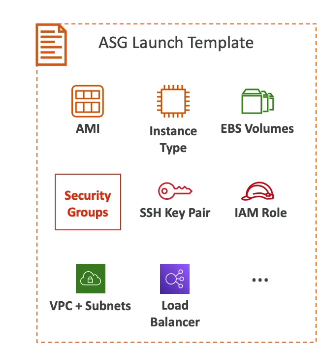 ASG Launch Template
AMI
Instance
Type
EBS Volumes
Security
Groups
SSH Key Pair
IAM Role
VPC + Subnets
Load
Balancer
...